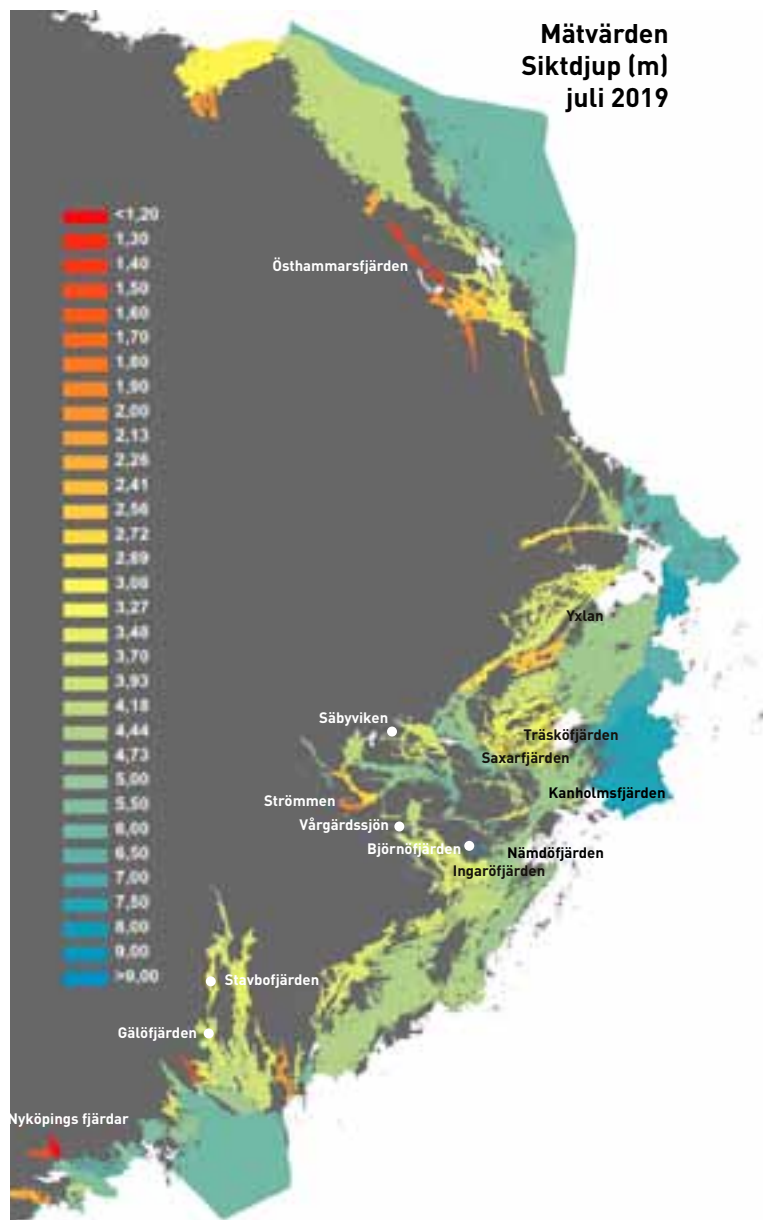 Mätvärden
Siktdjup (m)
juli 2019
<1,20
1,30
1,40
1,50
1,60
1,70
1,80
1,90
2,00
2,13
2,26
2,41
2,56
2,72
2,89
3,08
3,27
3,48
3,70
3,93
4,18
4,44
4,73
5,00
5,50
6,00
6,50
7,00
7,50
8,00
9,00
>9,00
Östhammarsfjärden
Yxlan
Säbyviken
Träsköfjärden
Saxarfjärden
Kanholmsfjärden
Strömmen
Vårgärdssjön
Björnöfjärden
Nämdöfjärden
Ingaröfjärden
Stavbofjärden
Gälöfjärden
Nyköpings fjärdar